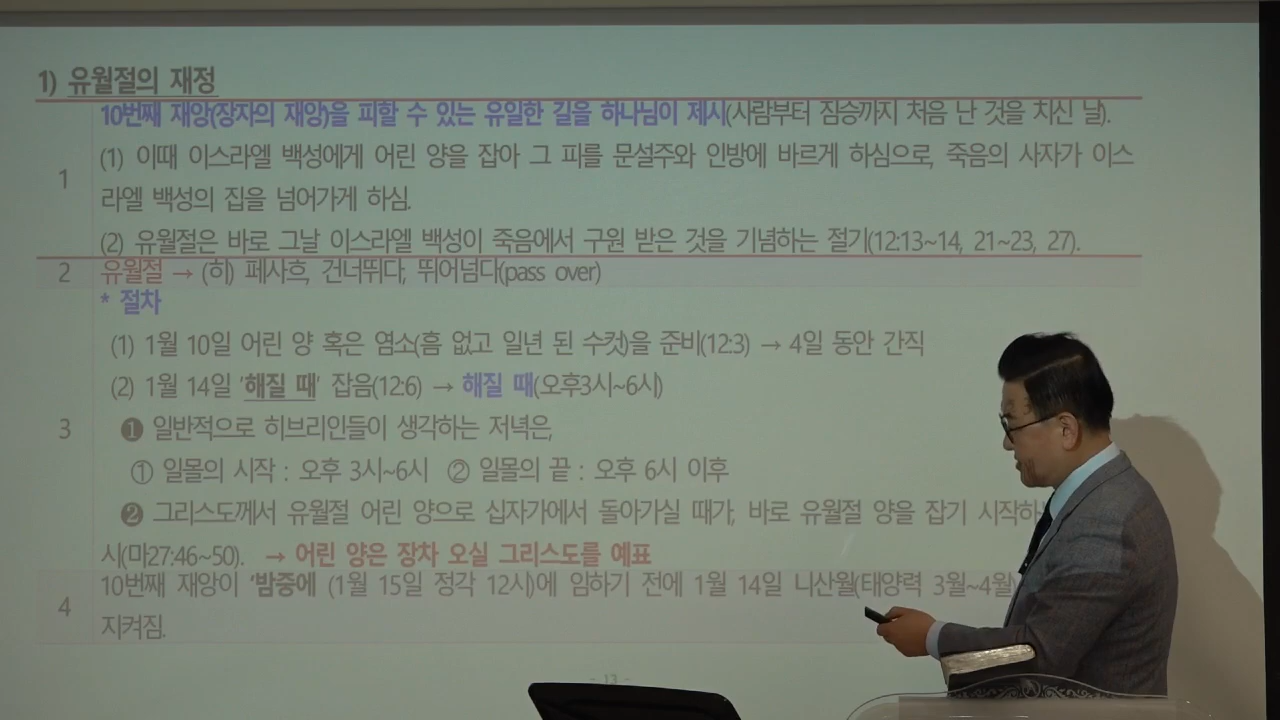 1) 유월절의 재정
10번째 재앙(장자의 재앙)을 피할 수 있는 유일한 길을 하나님이 제시(사람부터 짐승까지 처음 난 것을 치신 날).
1
(1) 이때 이스라엘 백성에게 어린 양을 잡아 그 피를 문설주와 인방에 바르게 하심으로, 죽음의 사자가 이스
라엘 백성의 집을 넘어가게 하심.
(2) 유월절은 바로 그날 이스라엘 백성이 죽음에서 구원 받은 것을 기념하는 절기(12:13~14, 21~23, 27).
2 유월절 → (히) 페사흐, 건너뛰다; 뛰어넘다(pass over)
* 절차
(1) 1월 10일 어린 양 혹은 염소(흠 없고 일년 된 수컷)을 준비(12:3) → 4일 동안 간직
(2) 1월 14일 '해질 때' 잡음(12:6) → 해질 때(오후3시~6시)
3 ❶ 일반적으로 히브리인들이 생각하는 저녁은,
① 일몰의 시작 : 오후 3시~6시 ② 일몰의 끝 : 오후 6시 이후
❷ 그리스도께서 유월절 어린 양으로 십자가에서 돌아가실 때가, 바로 유월절 양을 잡기 시작하
시(마27:46~50). → 어린 양은 장차 오실 그리스도를 예표
10번째 재앙이 '밤중에 (1월 15일 정각 12시)에 임하기 전에 1월 14일 니산월(태양력 3월~4월)
4
지켜짐.
- 13 -